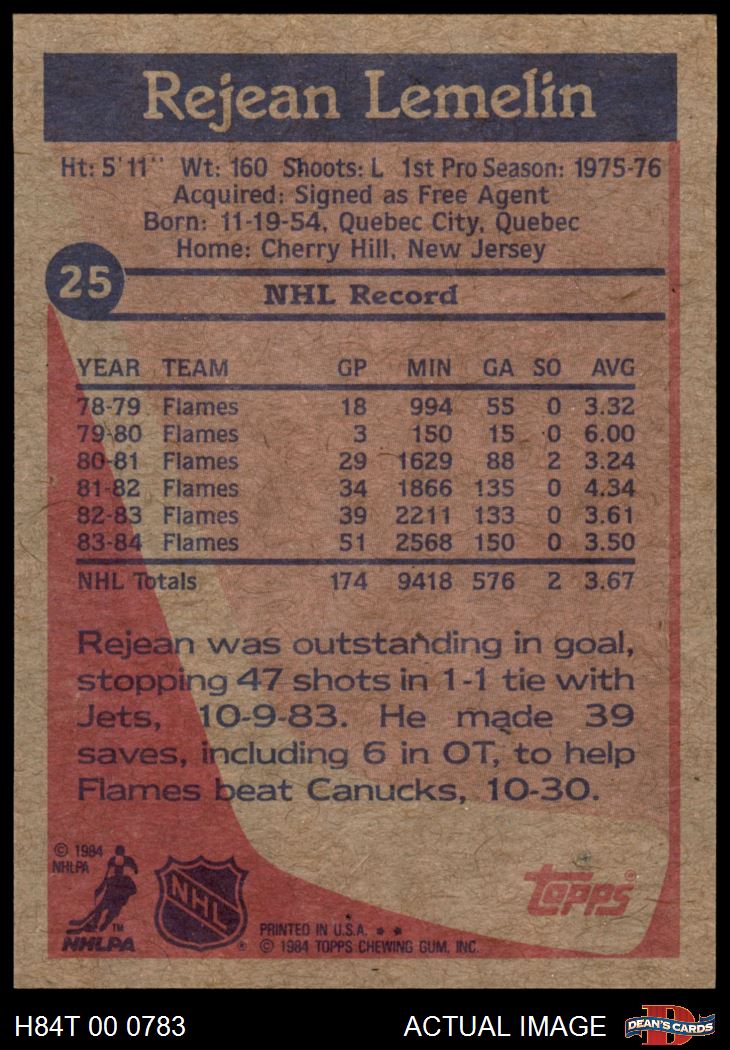 Rejean Lemelin
Ht: 5'11'' Wt: 160 Shoots: L 1st Pro Season: 1975-76
Acquired: Signed as Free Agent
Born: 11-19-54, Quebec City, Quebec
Home: Cherry Hill, New Jersey
25
NHL Record
YEAR TEAM GP MIN GA SO AVG
78-79 Flames 18 994 55 0 3.32
79-80 Flames 3 150 15 0 6.00
80-81 Flames 29 1629 88 2 3.24
81-82 Flames 34 1866 135 0 4.34
82-83 Flames 39 2211 133 0 3.61
83-84 Flames 51 2568 150 0 3.50
NHL Totals 174 9418 576 2 3.67
Rejean was outstanding in goal,
stopping 47 shots in 1-1 tie with
Jets, 10-9-83. He made 39
saves, including 6 in OT, to help
Flames beat Canucks, 10-30.
© 1984
NHLPA
TM
NHLPA
NHL
®
topps®
PRINTED IN U.S.A. **
© 1984 TOPPS CHEWING GUM, INC.
H84T 00 0783 ACTUAL IMAGE
D
DEAN'S CARDS